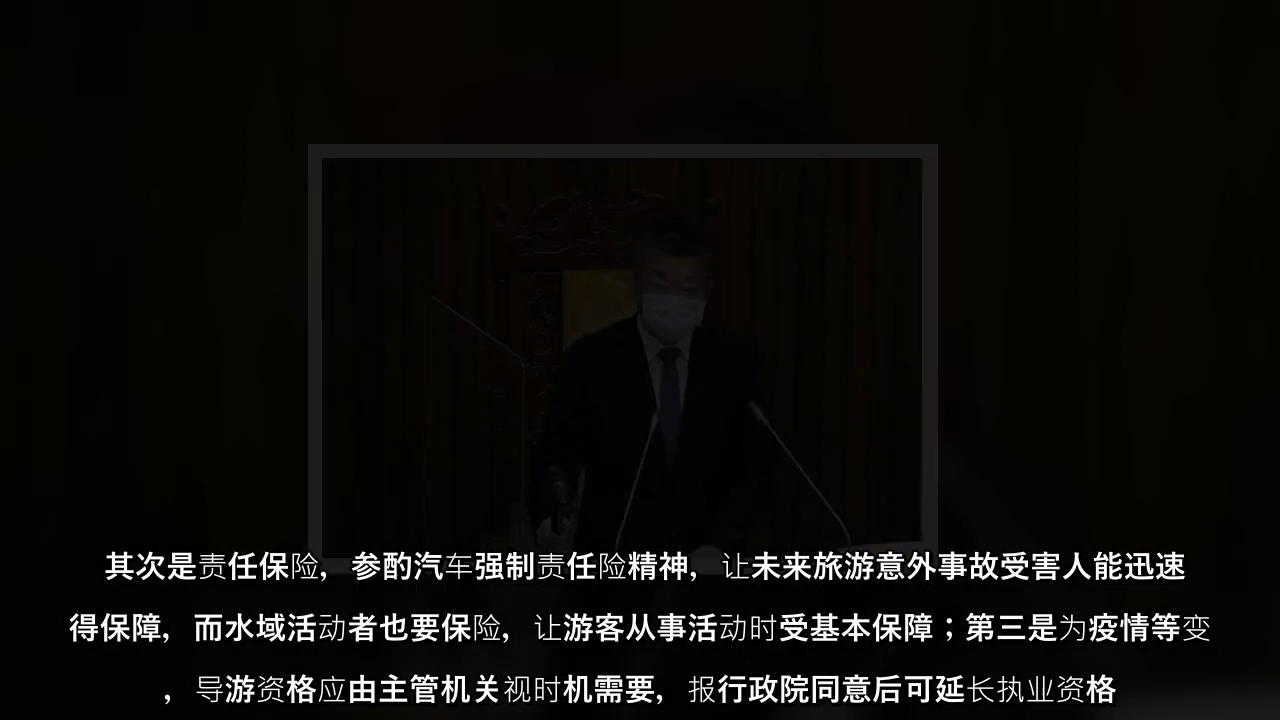 其次是责任保险，参酌汽车强制责任险精神，让未来旅游意外事故受害人能迅速
得保障，而水域活动者也要保险，让游客从事活动时受基本保障；第三是为疫情等变
，导游资格应由主管机关视时机需要，报行政院同意后可延长执业资格